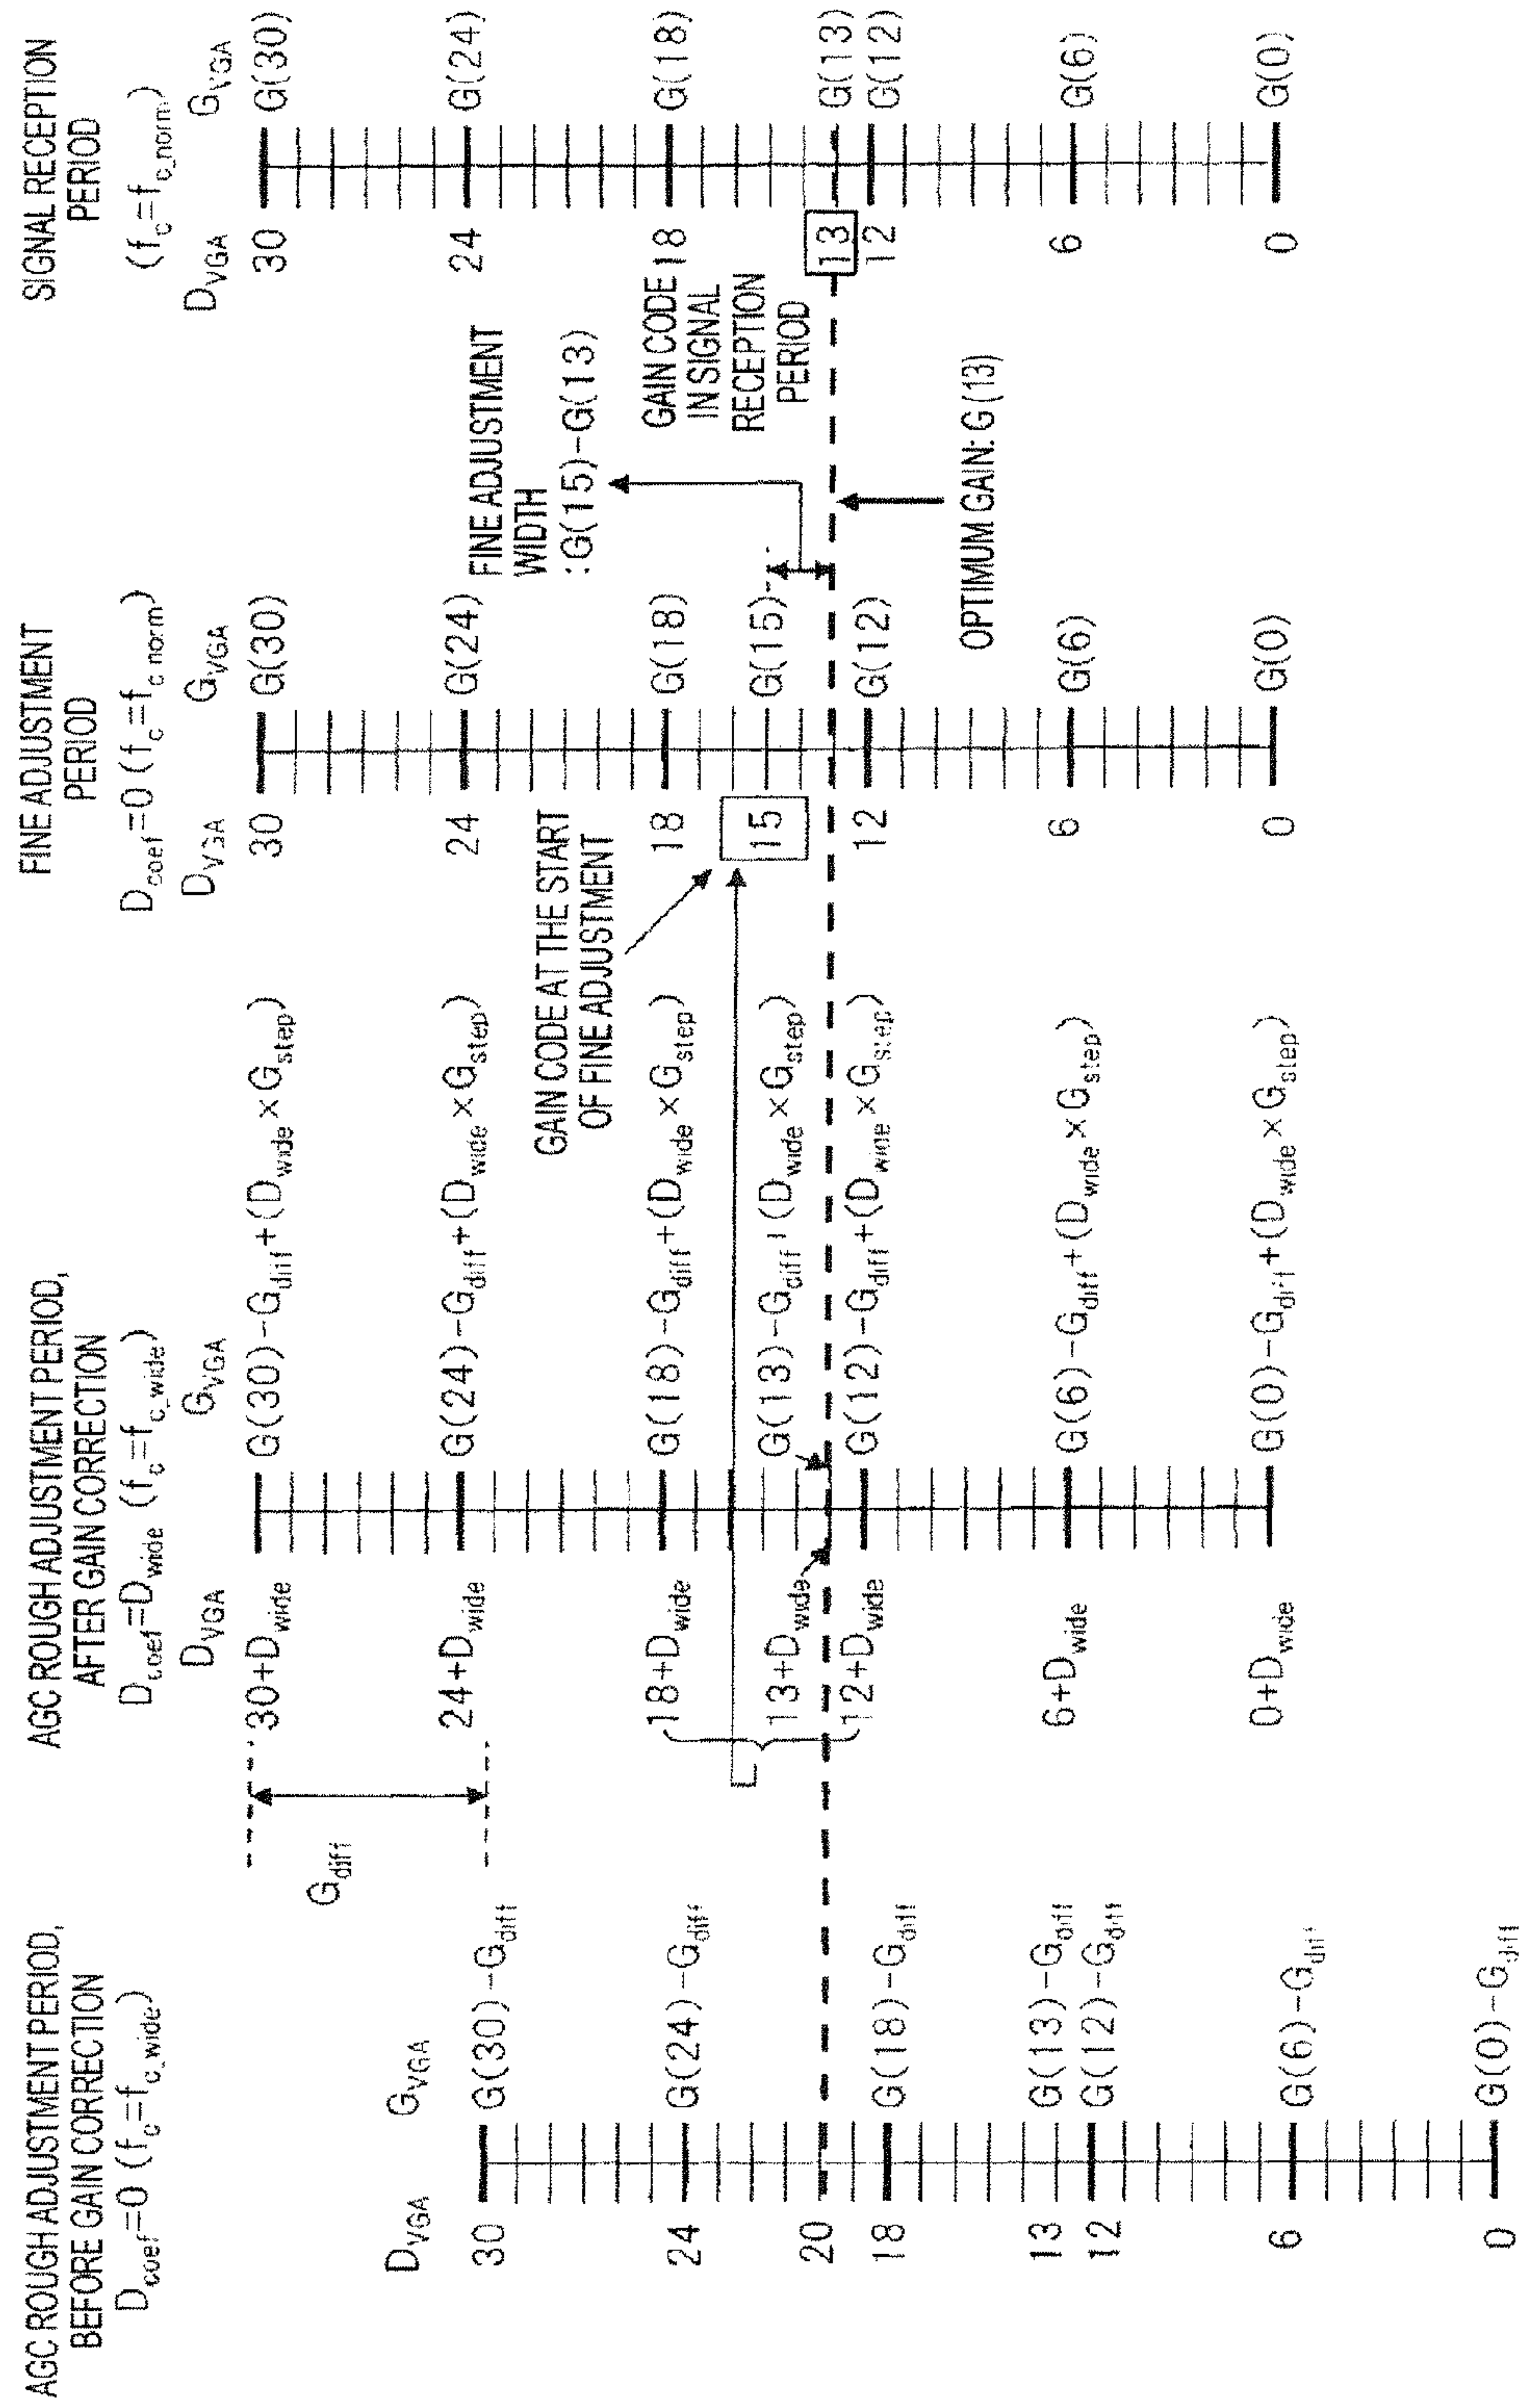 AGC ROUGH ADJUSTMENT PERIOD,
BEFORE GAIN CORRECTION
D_coef=0 (f_c=f_c_wide)
D_VGA G_VGA
30 G(30)-G_diff
24 G(24)-G_diff
20
18 G(18)-G_diff
13 G(13)-G_diff
12 G(12)-G_diff
6 G(6)-G_diff
0 G(0)-G_diff
G_diff
AGC ROUGH ADJUSTMENT PERIOD,
AFTER GAIN CORRECTION
D_coef=D_wide (f_c=f_c_wide)
D_VGA G_VGA
30+D_wide G(30)-G_diff+(D_wide×G_step)
24+D_wide G(24)-G_diff+(D_wide×G_step)
18+D_wide G(18)-G_diff+(D_wide×G_step)
13+D_wide G(13)-G_diff+(D_wide×G_step)
12+D_wide G(12)-G_diff+(D_wide×G_step)
6+D_wide G(6)-G_diff+(D_wide×G_step)
0+D_wide G(0)-G_diff+(D_wide×G_step)
GAIN CODE AT THE START
OF FINE ADJUSTMENT
FINE ADJUSTMENT
PERIOD
D_coef=0 (f_c=f_c_norm)
D_VGA G_VGA
30 G(30)
24 G(24)
18 G(18)
15 G(15)
12 G(12)
6 G(6)
0 G(0)
FINE ADJUSTMENT
WIDTH
:G(15)-G(13)
GAIN CODE
IN SIGNAL
RECEPTION
PERIOD
OPTIMUM GAIN: G(13)
SIGNAL RECEPTION
PERIOD
(f_c=f_c_norm)
D_VGA G_VGA
30 G(30)
24 G(24)
18 G(18)
13 G(13)
12 G(12)
6 G(6)
0 G(0)